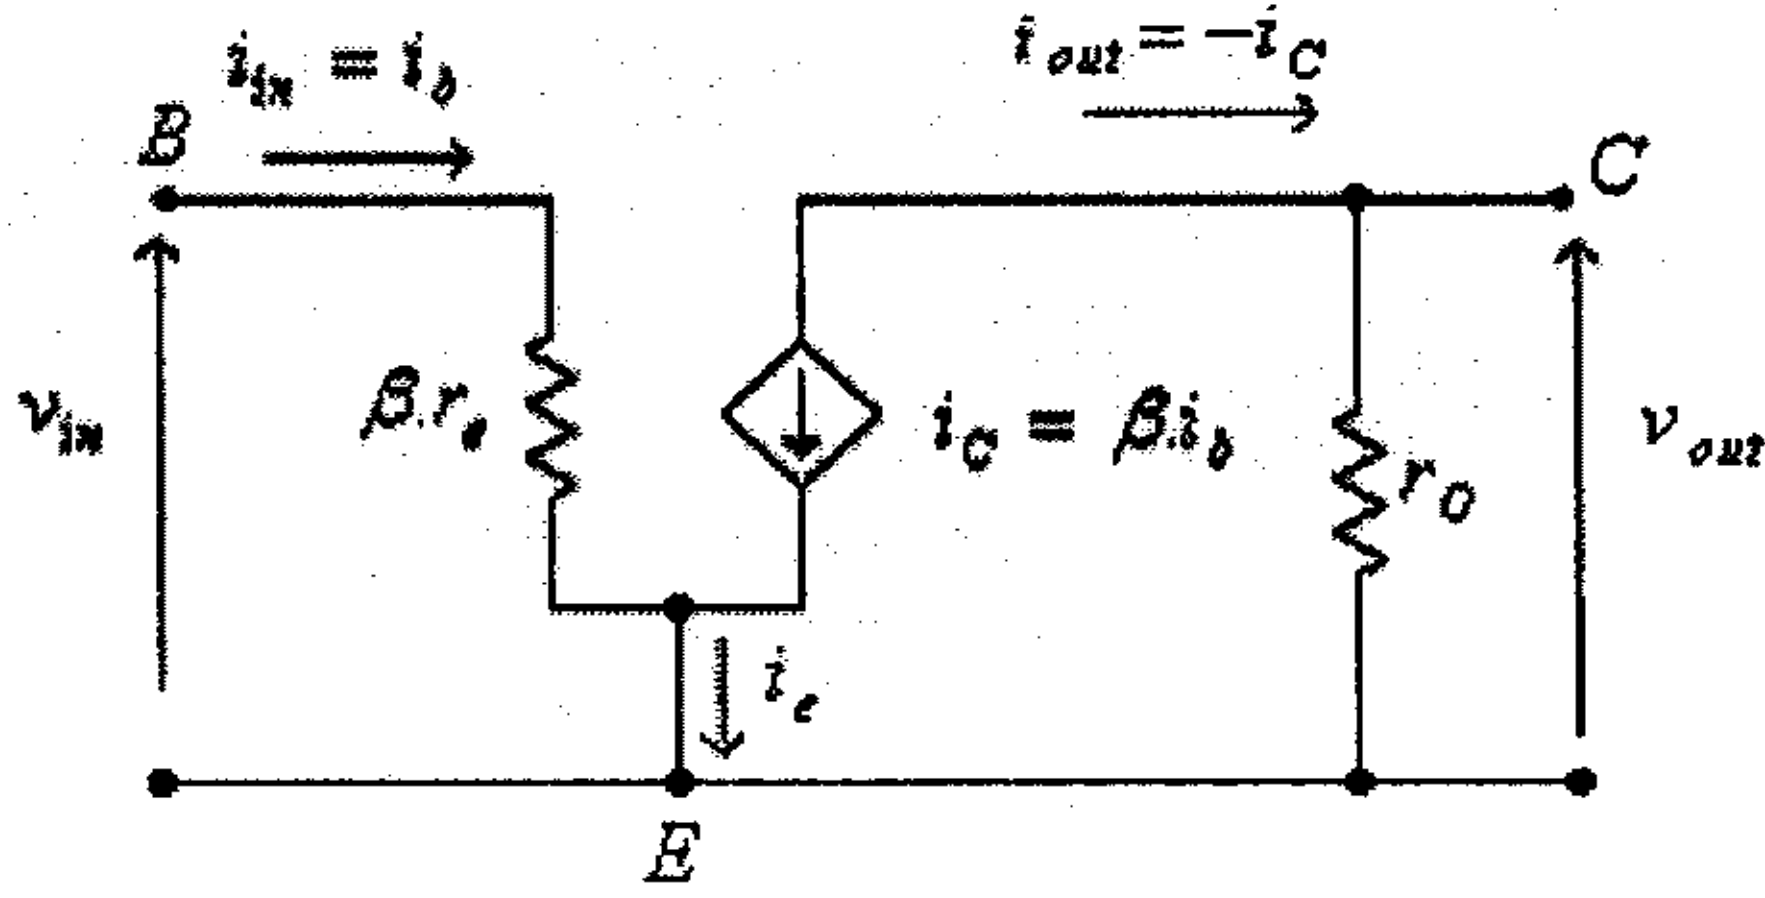 i_in = i_b
i_out = -i_C
B
C
v_in
β.r_e
i_C = β.i_b
r_O
v_out
i_e
E